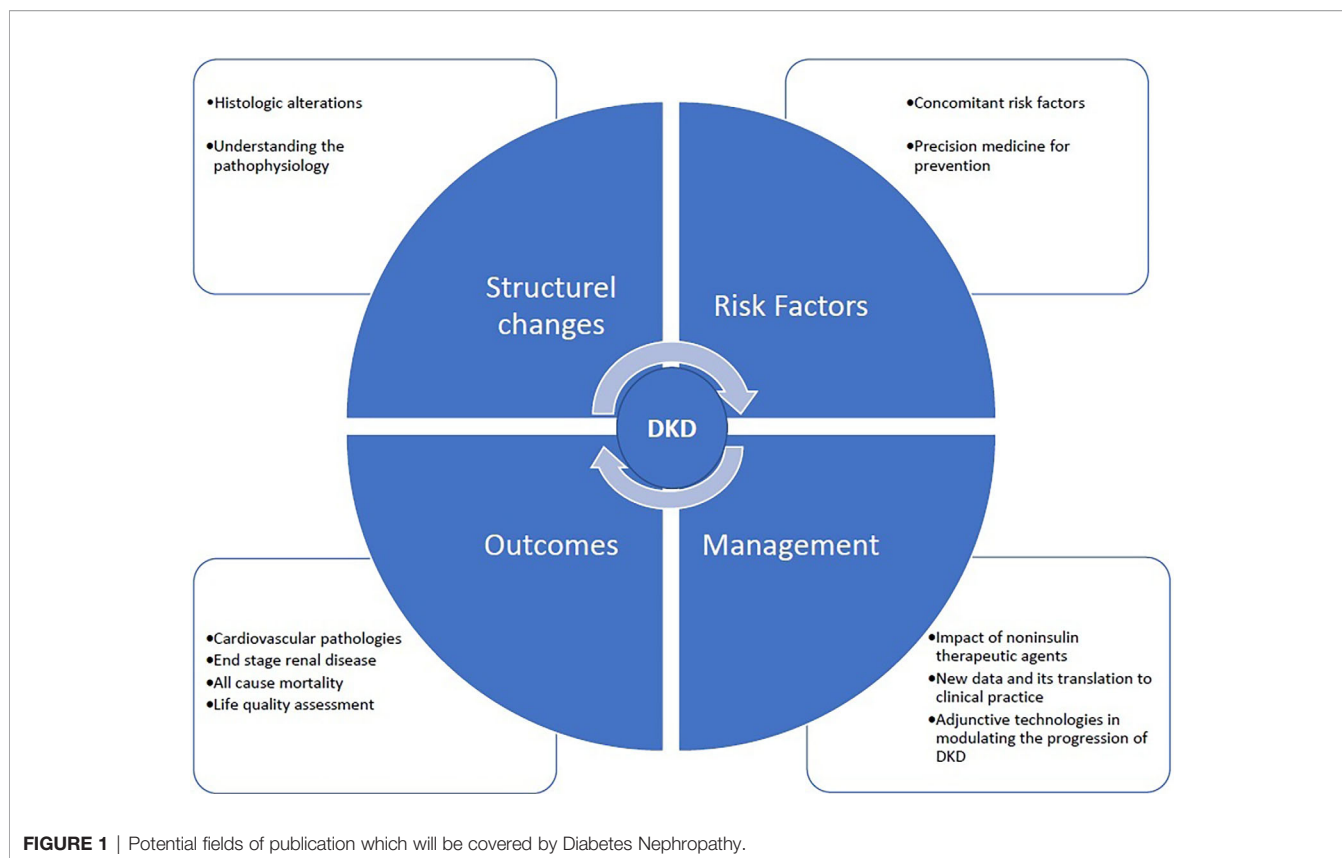 •Histologic alterations
•Understanding the
pathophysiology
•Concomitant risk factors
•Precision medicine for
prevention
Structurel
changes
Risk Factors
DKD
Outcomes
Management
•Cardiovascular pathologies
•End stage renal disease
•All cause mortality
•Life quality assessment
•Impact of noninsulin
therapeutic agents
•New data and its translation to
clinical practice
•Adjunctive technologies in
modulating the progression of
DKD
FIGURE 1 | Potential fields of publication which will be covered by Diabetes Nephropathy.